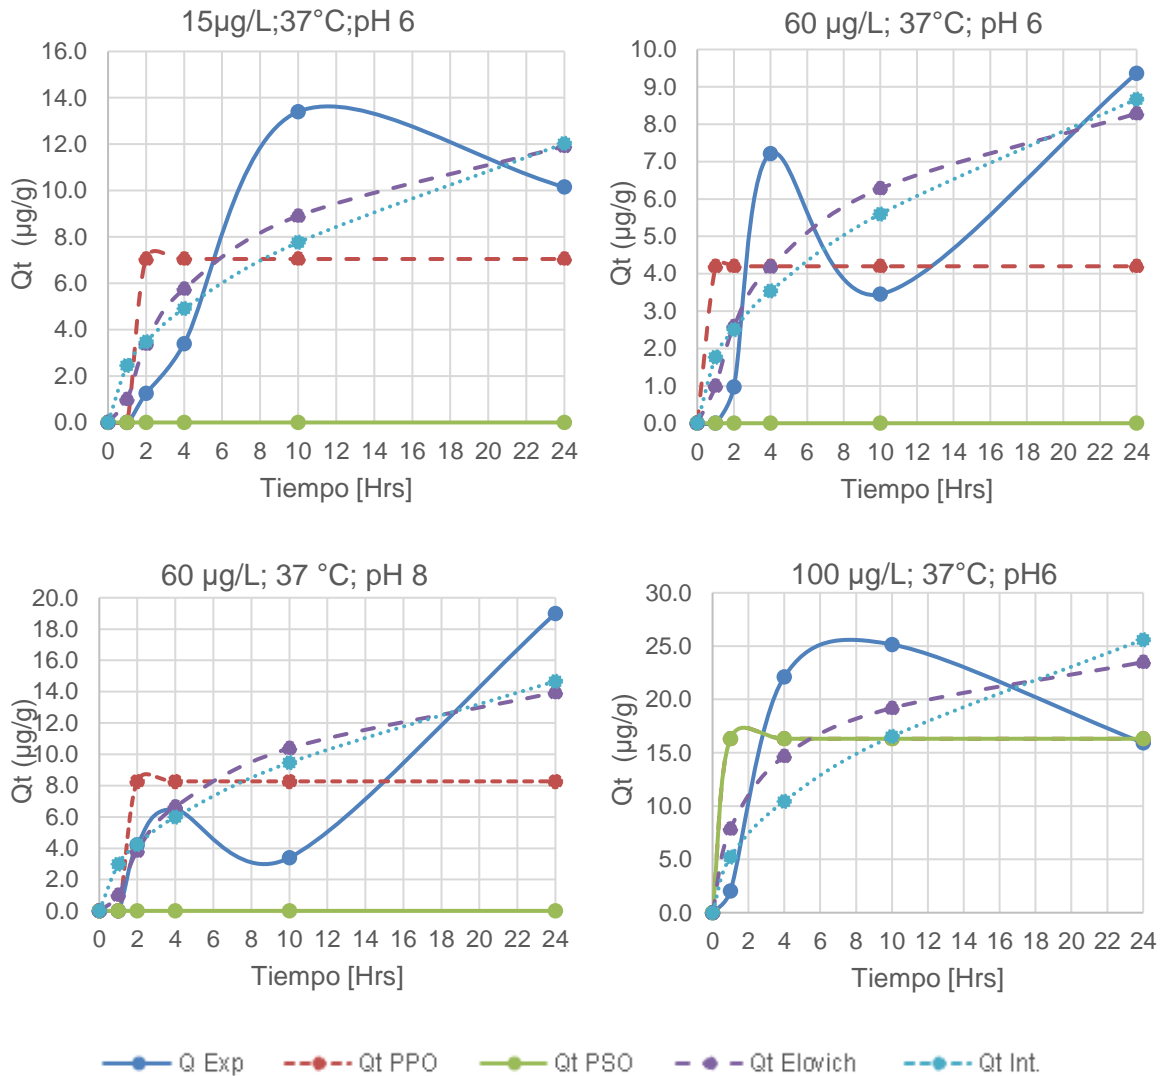 15µg/L;37°C;pH 6
16.0
14.0
12.0
10.0
8.0
6.0
4.0
2.0
0.0
Qt (µg/g)
0 2 4 6 8 10 12 14 16 18 20 22 24
Tiempo [Hrs]
60 µg/L; 37°C; pH 6
10.0
9.0
8.0
7.0
6.0
5.0
4.0
3.0
2.0
1.0
0.0
Qt (µg/g)
0 2 4 6 8 10 12 14 16 18 20 22 24
Tiempo [Hrs]
60 µg/L; 37 °C; pH 8
20.0
18.0
16.0
14.0
12.0
10.0
8.0
6.0
4.0
2.0
0.0
Qt (µg/g)
0 2 4 6 8 10 12 14 16 18 20 22 24
Tiempo [Hrs]
100 µg/L; 37°C; pH6
30.0
25.0
20.0
15.0
10.0
5.0
0.0
Qt (µg/g)
0 2 4 6 8 10 12 14 16 18 20 22 24
Tiempo [Hrs]
Q Exp Qt PPO Qt PSO Qt Elovich Qt Int.